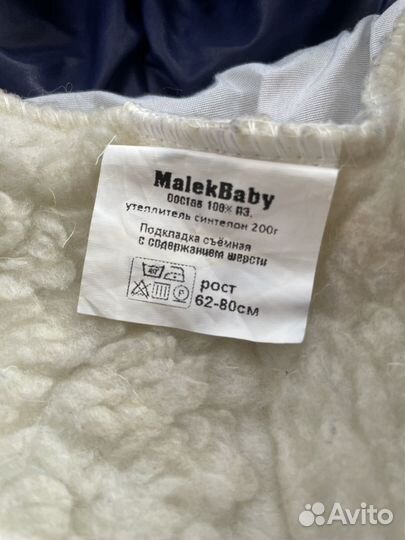 MalekBaby
Состав 100% ПЭ.
утеплитель синтепон 200г
Подкладка съёмная
с содержанием шерсти
рост
62-80см
Avito